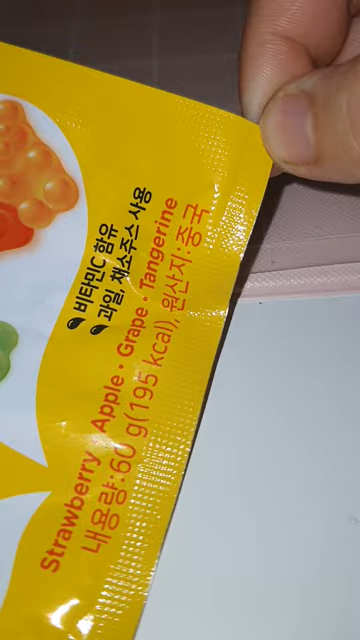 비타민C 함유
과일, 채소주스 사용
Strawberry • Apple • Grape • Tangerine
내용량:60 g(195 kcal), 원산지:중국